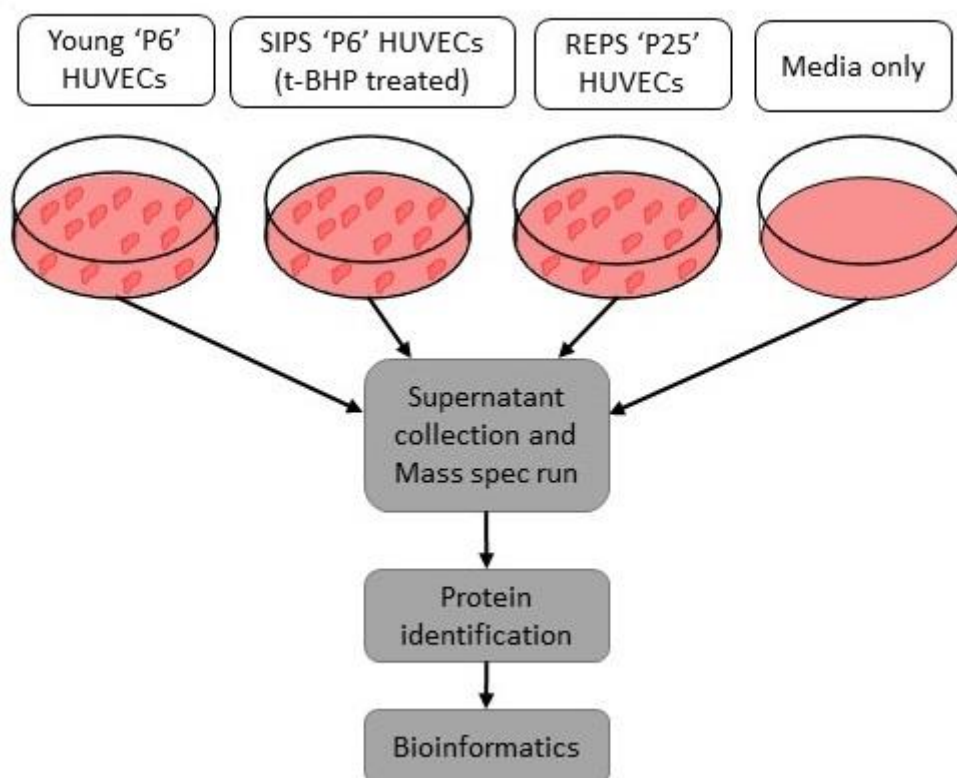 Young ‘P6’
HUVECs
SIPS ‘P6’ HUVECs
(t-BHP treated)
REPS ‘P25’
HUVECs
Media only
Supernatant
collection and
Mass spec run
Protein
identification
Bioinformatics